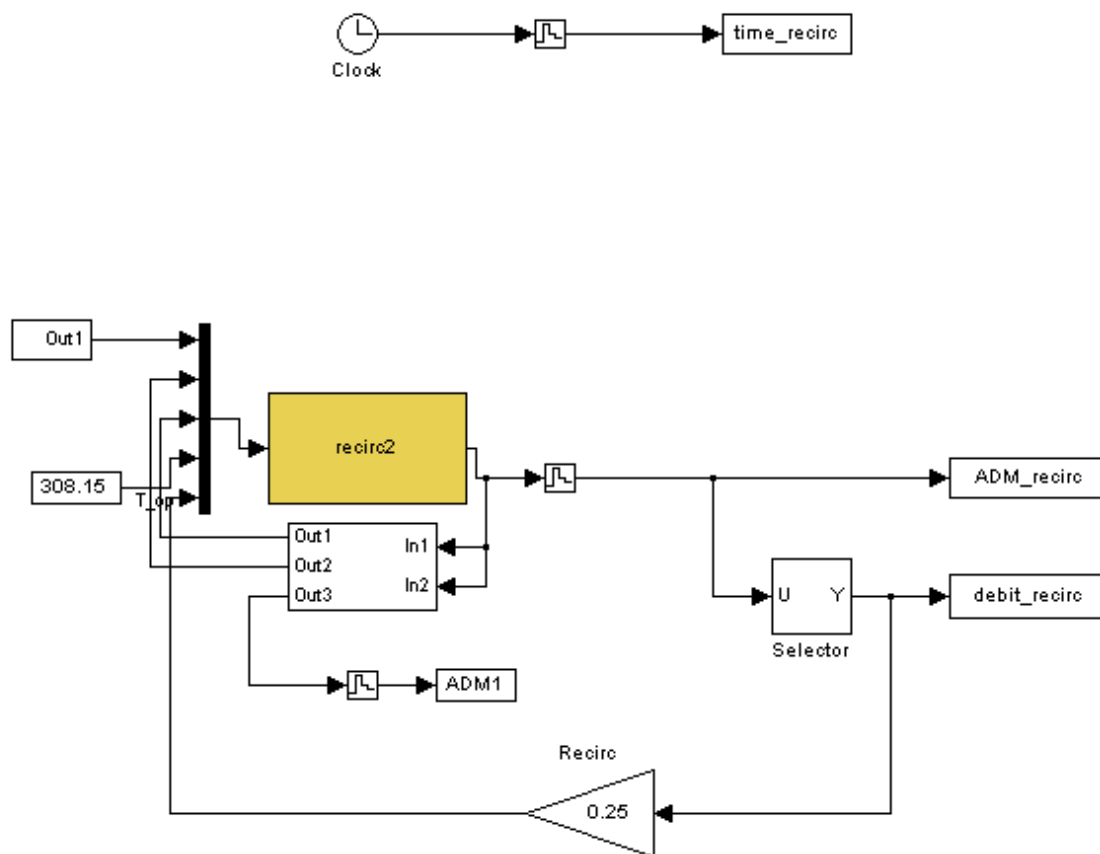 time_recirc
Clock
Out1
recirc2
308.15
T_op
ADM_recirc
Out1
In1
Out2
In2
Out3
U
Y
debit_recirc
Selector
ADM1
Recirc
0.25